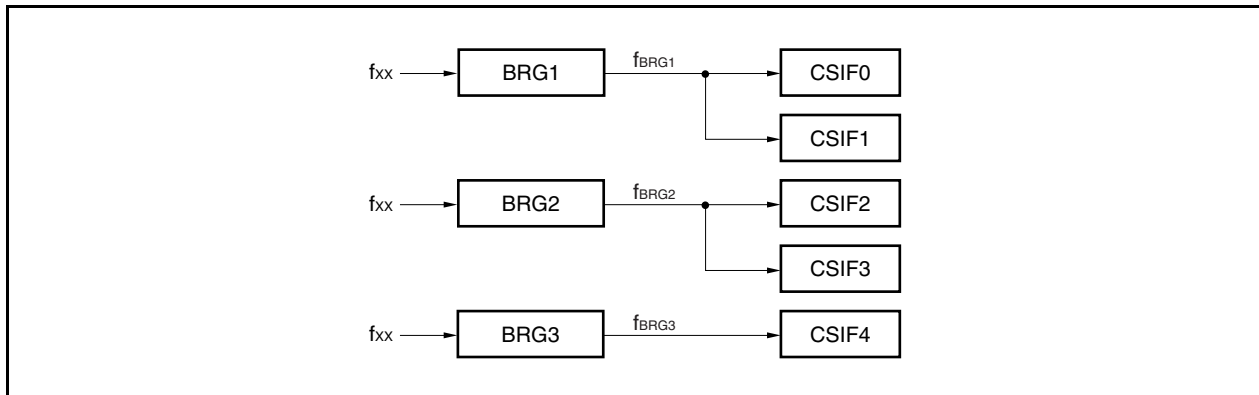 fxx BRG1 fBRG1 CSIF0
CSIF1
fxx BRG2 fBRG2 CSIF2
CSIF3
fxx BRG3 fBRG3 CSIF4